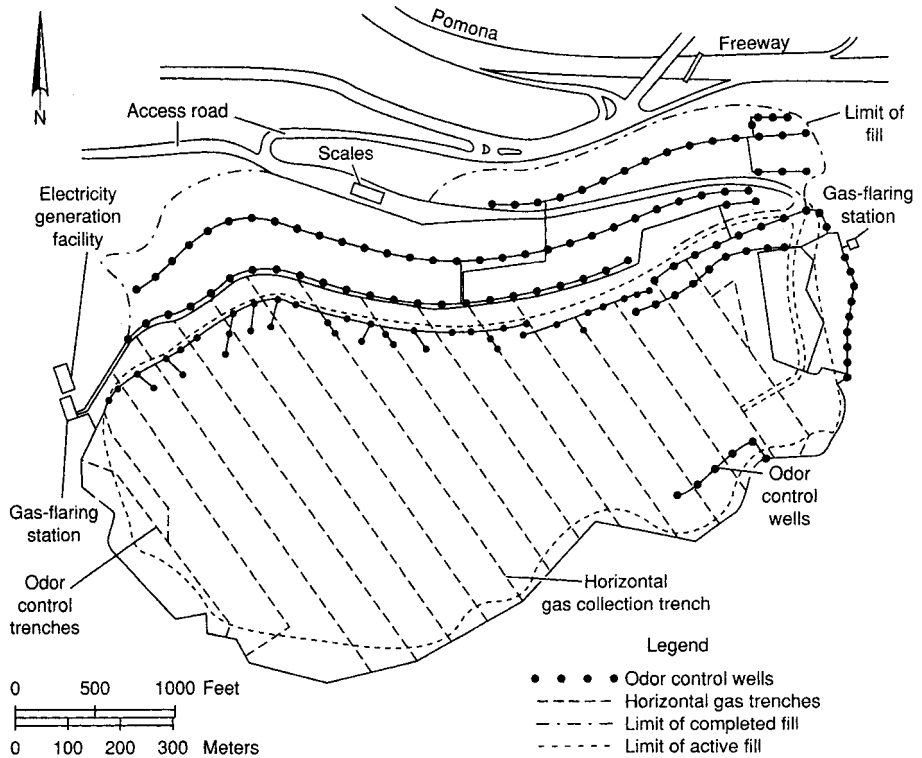 Pomona
Freeway
N
Access road
Limit of
fill
Scales
Electricity
generation
facility
Gas-flaring
station
Odor
control
wells
Gas-flaring
station
Odor
control
trenches
Horizontal
gas collection trench
Legend
Odor control wells
Horizontal gas trenches
Limit of completed fill
Limit of active fill
0 500 1000 Feet
0 100 200 300 Meters